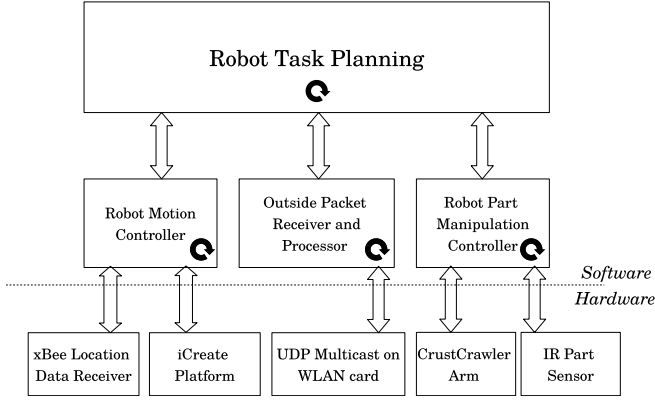 Robot Task Planning
Robot Motion
Controller
Outside Packet
Receiver and
Processor
Robot Part
Manipulation
Controller
Software
Hardware
xBee Location
Data Receiver
iCreate
Platform
UDP Multicast on
WLAN card
CrustCrawler
Arm
IR Part
Sensor